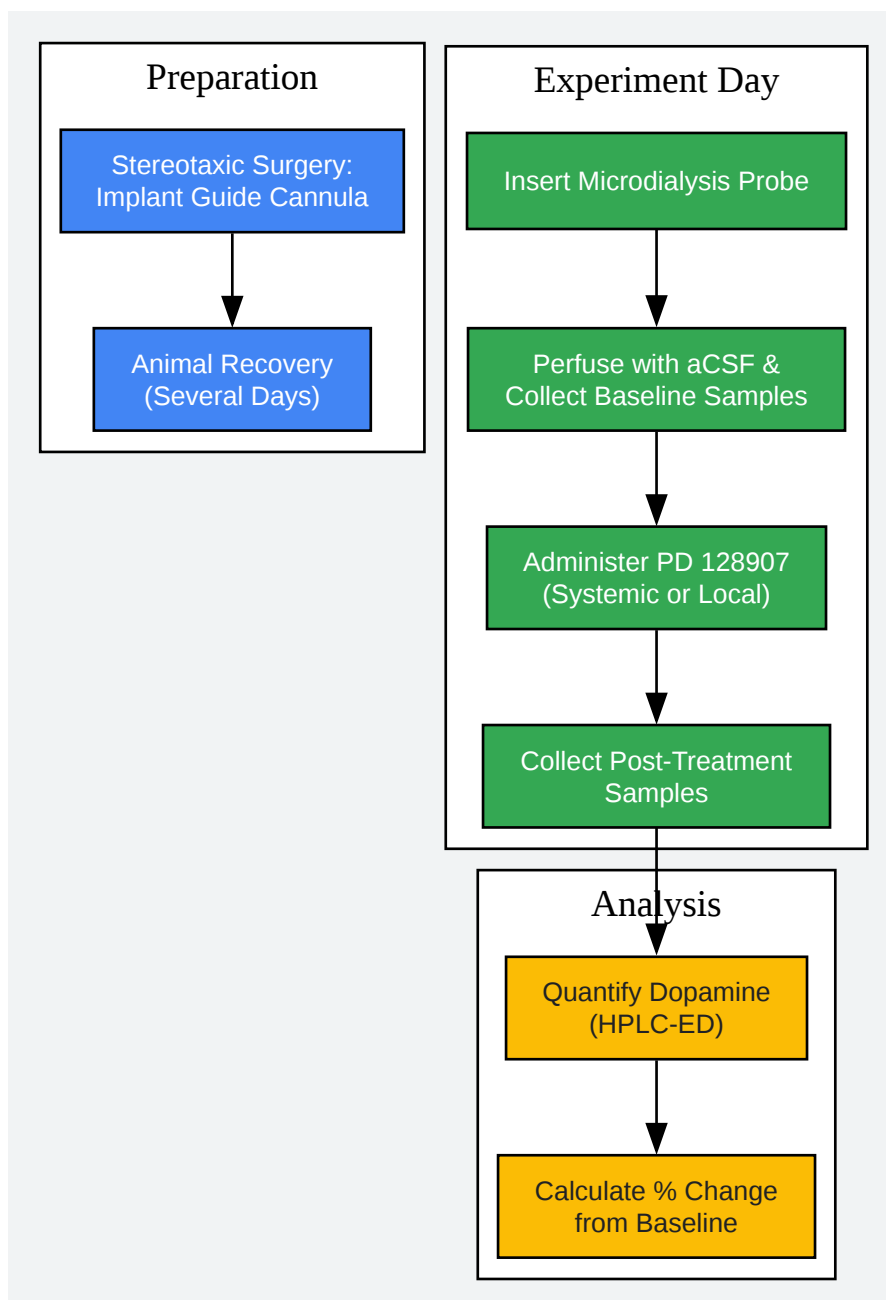 Preparation
Stereotaxic Surgery:
Implant Guide Cannula
Animal Recovery
(Several Days)
Experiment Day
Insert Microdialysis Probe
Perfuse with aCSF &
Collect Baseline Samples
Administer PD 128907
(Systemic or Local)
Collect Post-Treatment
Samples
Analysis
Quantify Dopamine
(HPLC-ED)
Calculate % Change
from Baseline